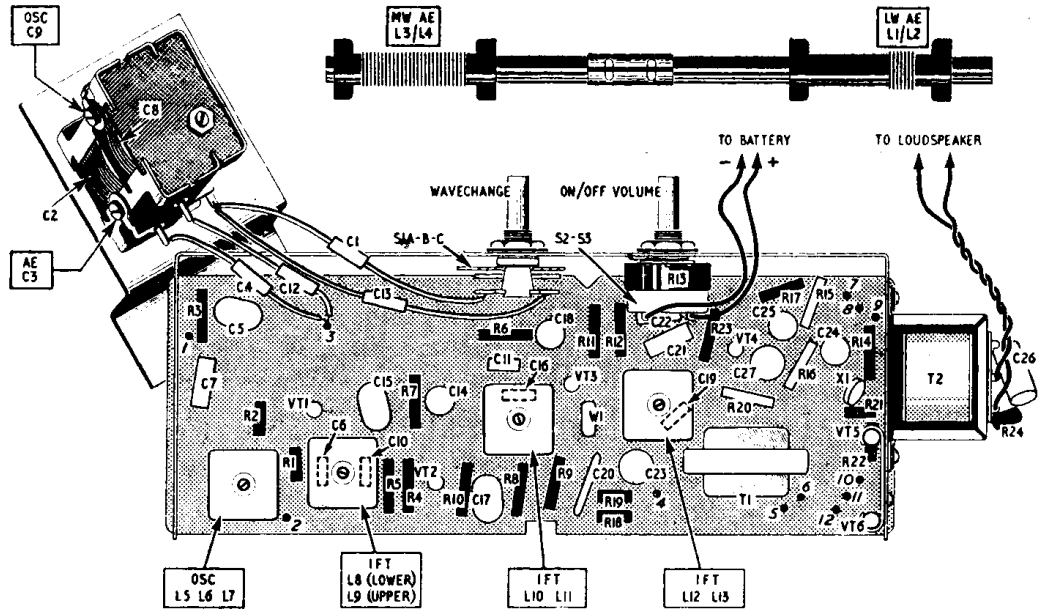 OSC
C9
MW AE
L3/L4
LW AE
L1/L2
C8
C2
AE
C3
TO BATTERY
- +
TO LOUDSPEAKER
WAVECHANGE
ON/OFF VOLUME
S1A-B-C
S2-S3
C1
C4
C12
C13
R13
R3
C5
3
1
R6
C18
R11
R12
C22
C21
R23
VT4
R17
C25
R15
7
8
9
C24
R14
C7
C11
C16
VT3
C19
C27
R16
X1
T2
C26
R2
VT1
C15
R7
C14
W1
R20
R21
R24
C6
C10
VT5
R1
R5
R4
VT2
R10
C17
R8
R9
C20
C23
R19
R18
4
T1
R22
10
11
6
5
12
VT6
2
OSC
L5 L6 L7
IFT
L8 (LOWER)
L9 (UPPER)
IFT
L10 L11
IFT
L12 L13